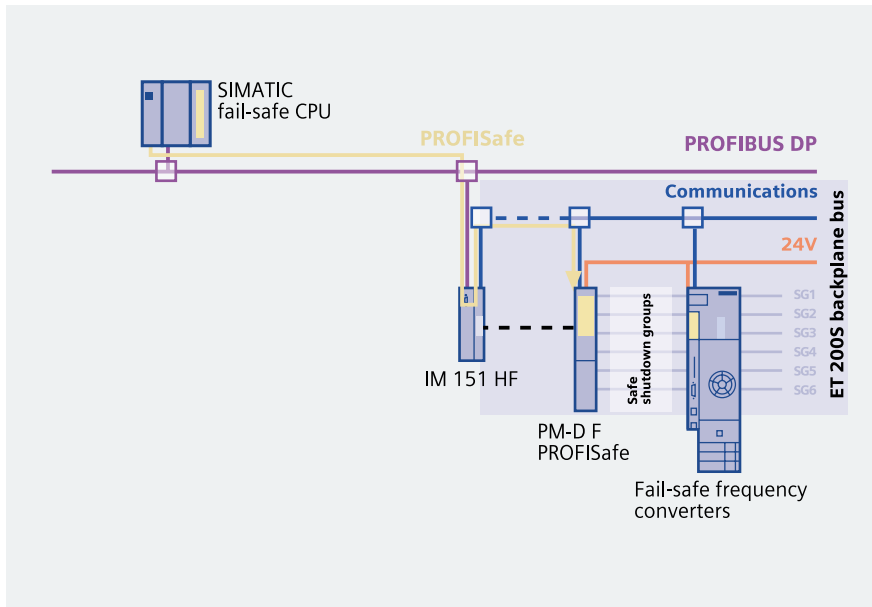 SIMATIC
fail-safe CPU
PROFISafe
PROFIBUS DP
Communications
24V
ET 200S backplane bus
SG1
SG2
SG3
SG4
SG5
SG6
Safe
shutdown groups
IM 151 HF
PM-D F
PROFISafe
Fail-safe frequency
converters